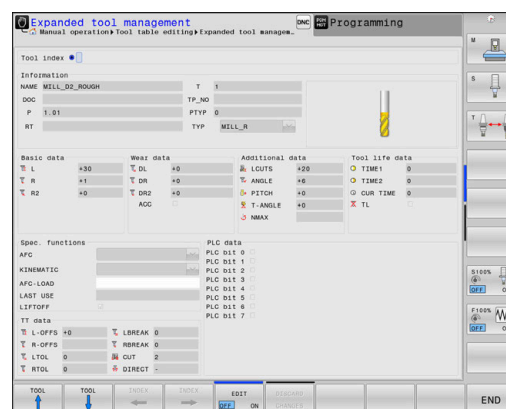 Expanded tool management
DNC
Programming
Manual operation▸Tool table editing▸Expanded tool managem…
Tool index
Information
NAME MILL_D2_ROUGH T 1
DOC TP_NO
P 1.01 PTYP 0
RT TYP MILL_R
Basic data Wear data Additional data Tool life data
L +30 DL +0 LCUTS +20 TIME1 0
R +1 DR +0 ANGLE +6 TIME2 0
R2 +0 DR2 +0 PITCH +0 CUR TIME 0
ACC T-ANGLE +0 TL
NMAX
Spec. functions PLC data
AFC PLC bit 0
PLC bit 1
KINEMATIC PLC bit 2
PLC bit 3
AFC-LOAD PLC bit 4
LAST USE PLC bit 5
LIFTOFF PLC bit 6
PLC bit 7
TT data
L-OFFS +0 LBREAK 0
R-OFFS RBREAK 0
LTOL 0 CUT 2
RTOL 0 DIRECT -
M
S
T
S100%
OFF
F100%
OFF
TOOL TOOL INDEX INDEX EDIT DISCARD END
OFF ON CHANGES